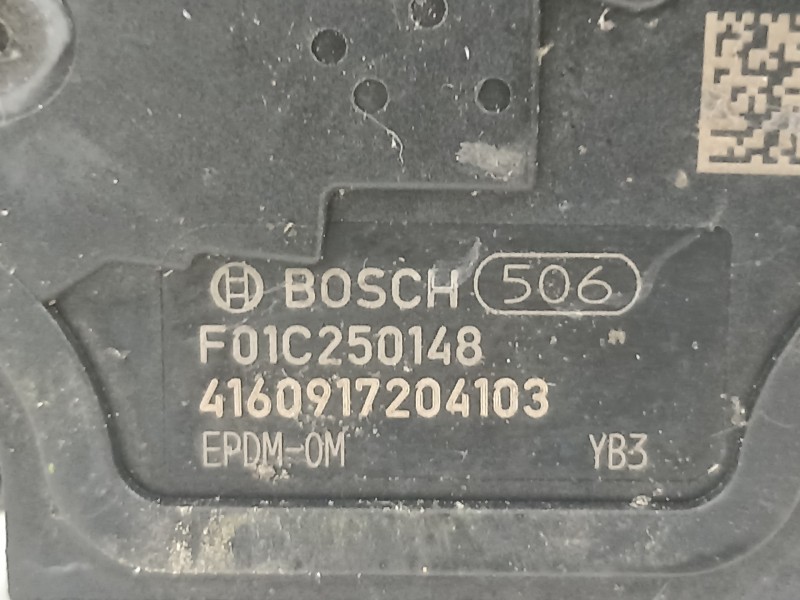 BOSCH 506
F01C250148
4160917204103
EPDM-OM YB3